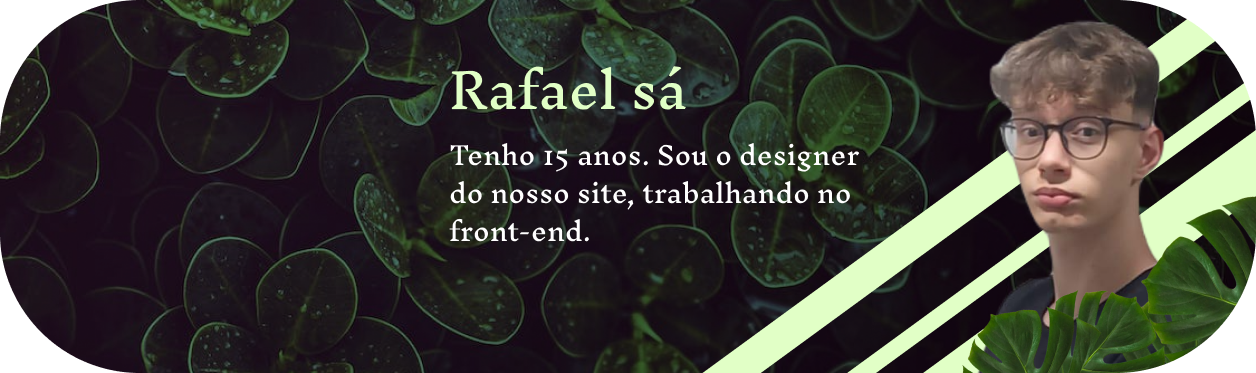 Rafael sá
Tenho 15 anos. Sou o designer
do nosso site, trabalhando no
front-end.